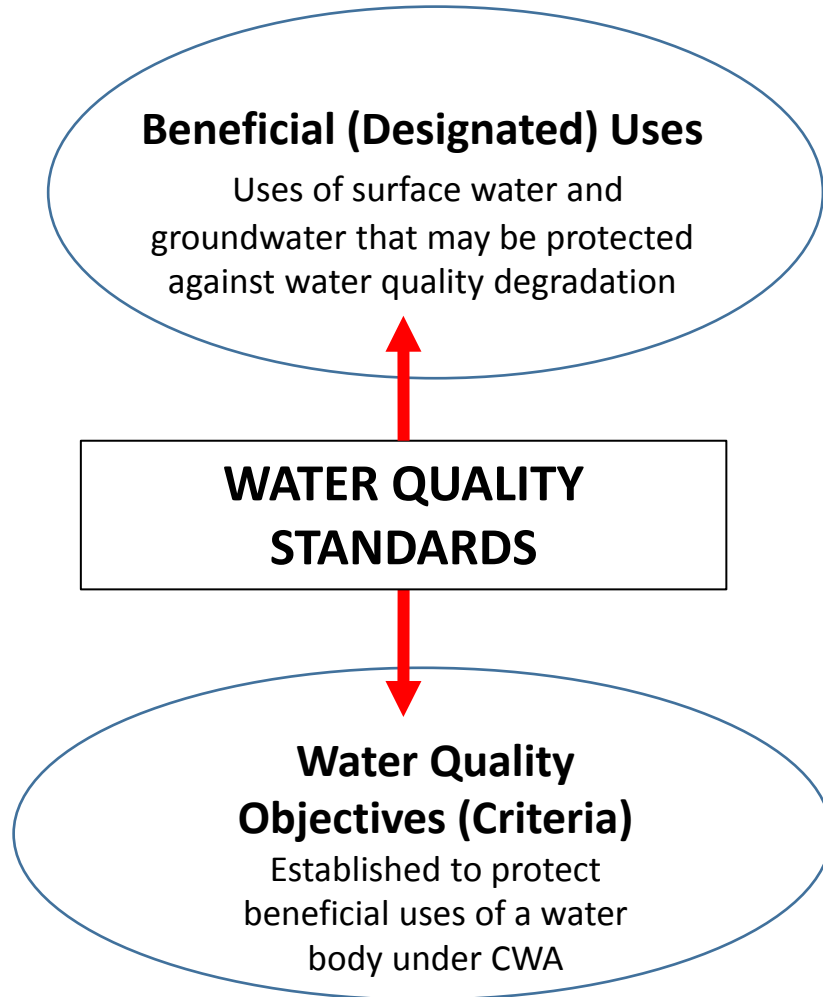 Beneficial (Designated) Uses
Uses of surface water and
groundwater that may be protected
against water quality degradation
WATER QUALITY
STANDARDS
Water Quality
Objectives (Criteria)
Established to protect
beneficial uses of a water
body under CWA